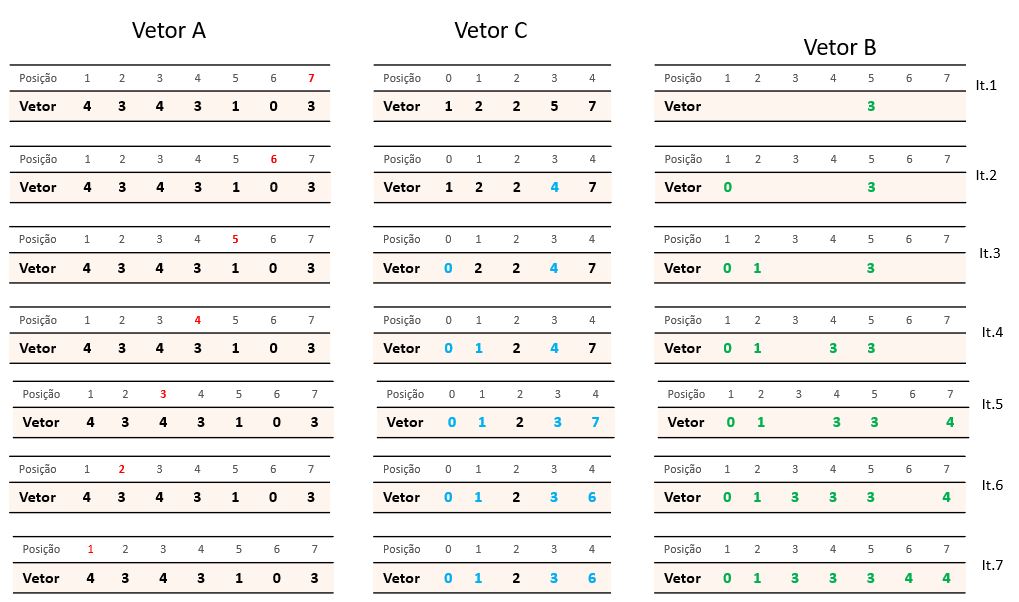 Vetor A Vetor C
Vetor B
Posição 1 2 3 4 5 6 7 Posição 0 1 2 3 4 Posição 1 2 3 4 5 6 7 It.1
Vetor 4 3 4 3 1 0 3 Vetor 1 2 2 5 7 Vetor 3
Posição 1 2 3 4 5 6 7 Posição 0 1 2 3 4 Posição 1 2 3 4 5 6 7 It.2
Vetor 4 3 4 3 1 0 3 Vetor 1 2 2 4 7 Vetor 0 3
Posição 1 2 3 4 5 6 7 Posição 0 1 2 3 4 Posição 1 2 3 4 5 6 7 It.3
Vetor 4 3 4 3 1 0 3 Vetor 0 2 2 4 7 Vetor 0 1 3
Posição 1 2 3 4 5 6 7 Posição 0 1 2 3 4 Posição 1 2 3 4 5 6 7 It.4
Vetor 4 3 4 3 1 0 3 Vetor 0 1 2 4 7 Vetor 0 1 3 3
Posição 1 2 3 4 5 6 7 Posição 0 1 2 3 4 Posição 1 2 3 4 5 6 7 It.5
Vetor 4 3 4 3 1 0 3 Vetor 0 1 2 3 7 Vetor 0 1 3 3 4
Posição 1 2 3 4 5 6 7 Posição 0 1 2 3 4 Posição 1 2 3 4 5 6 7 It.6
Vetor 4 3 4 3 1 0 3 Vetor 0 1 2 3 6 Vetor 0 1 3 3 3 4
Posição 1 2 3 4 5 6 7 Posição 0 1 2 3 4 Posição 1 2 3 4 5 6 7 It.7
Vetor 4 3 4 3 1 0 3 Vetor 0 1 2 3 6 Vetor 0 1 3 3 3 4 4